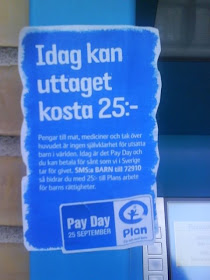 Idag kan
uttaget
kosta 25:-
Pengar till mat, mediciner och tak över
huvudet är ingen självklarhet för utsatta
barn i världen. Idag är det Pay Day och
du kan betala för sånt som vi i Sverige
tar för givet. SMS:a BARN till 72910
så bidrar du med 25:- till Plans arbete
för barns rättigheter.
Pay Day
25 SEPTEMBER
Plan